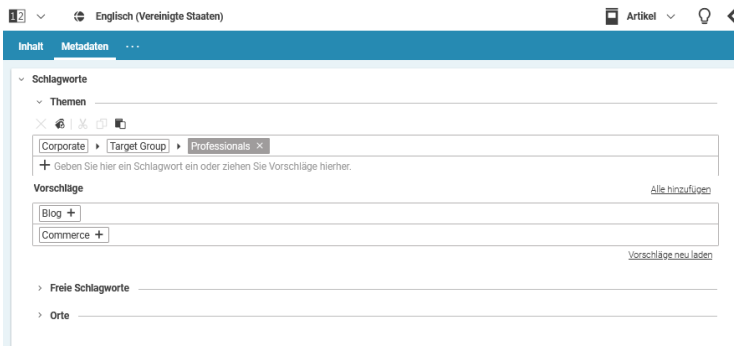 12 Englisch (Vereinigte Staaten) Artikel
Inhalt Metadaten ...
Schlagworte
Themen
Corporate Target Group Professionals ×
+ Geben Sie hier ein Schlagwort ein oder ziehen Sie Vorschläge hierher.
Vorschläge Alle hinzufügen
Blog +
Commerce +
Vorschläge neu laden
Freie Schlagworte
Orte